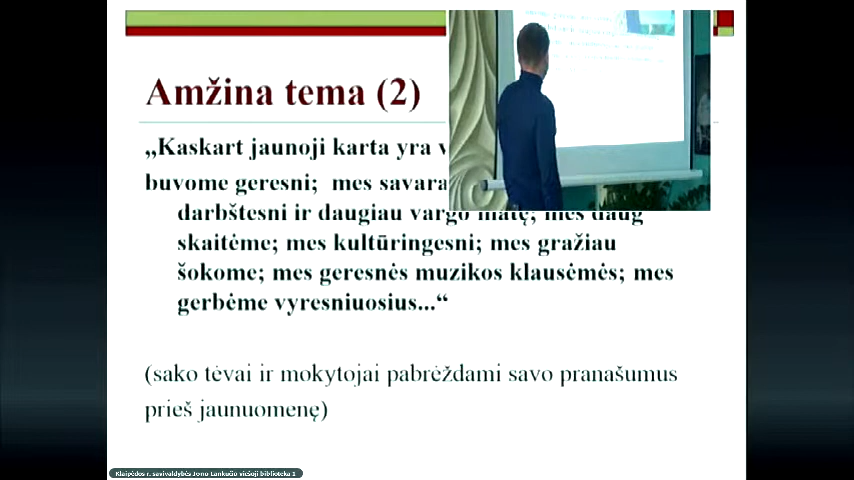 Amžina tema (2)
„Kaskart jaunoji karta yra
buvome geresni; mes
darbštesni ir daugiau vargo matę; mes daug
skaitėme; mes kultūringesni; mes gražiau
šokome; mes geresnės muzikos klausėmės; mes
gerbėme vyresniuosius...“
(sako tėvai ir mokytojai pabrėždami savo pranašumus
prieš jaunuomenę)
Klaipėdos r. savivaldybės Jono Lankučio viešoji biblioteka 1